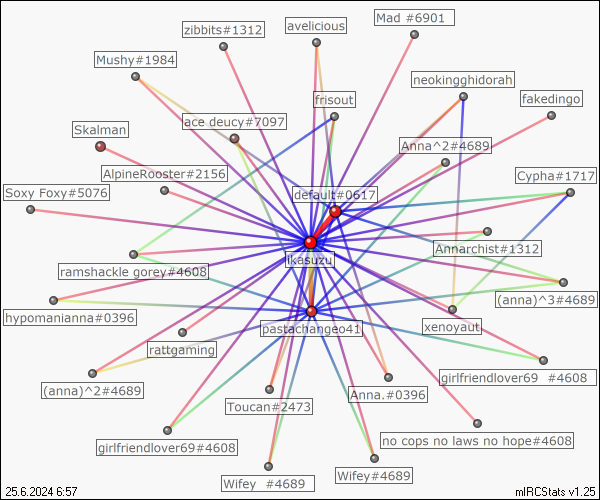 Mad #6901
zibbits#1312
avelicious
Mushy#1984
neokingghidorah
frisout
fakedingo
Skalman
ace deucy#7097
Anna^2#4689
AlpineRooster#2156
Cypha#1717
Soxy Foxy#5076
default#0617
Annarchist#1312
ikasuzu
ramshackle gorey#4608
(anna)^3#4689
hypomanianna#0396
pastachangeo41
xenoyaut
rattgaming
girlfriendlover69 #4608
(anna)^2#4689
Anna.#0396
Toucan#2473
girlfriendlover69#4608
no cops no laws no hope#4608
Wifey #4689
Wifey#4689
25.6.2024 6:57
mIRCStats v1.25